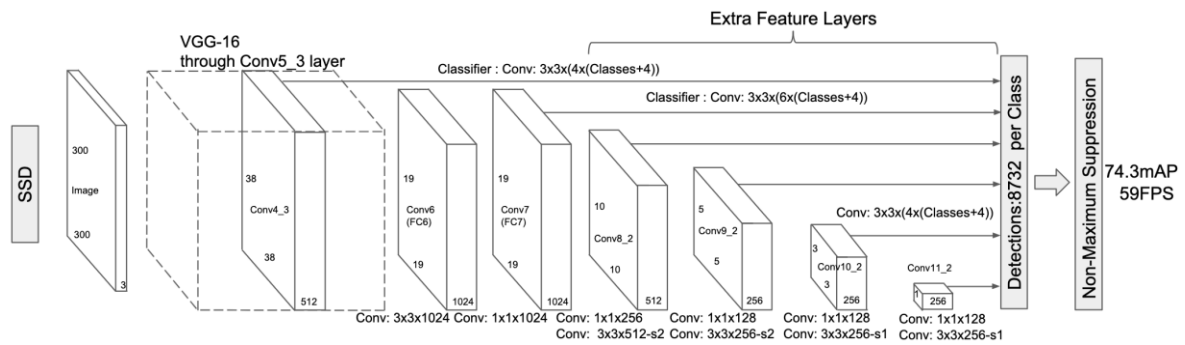 Extra Feature Layers
VGG-16
through Conv5_3 layer
Classifier : Conv: 3x3x(4x(Classes+4))
Classifier : Conv: 3x3x(6x(Classes+4))
SSD
300
Image
300
3
38
Conv4_3
38
512
19
Conv6
(FC6)
19
1024
19
Conv7
(FC7)
19
1024
10
Conv8_2
10
512
5
Conv9_2
5
256
Conv: 3x3x(4x(Classes+4))
3
Conv10_2
3
256
Conv11_2
1
256
Detections:8732 per Class
Non-Maximum Suppression
74.3mAP
59FPS
Conv: 3x3x1024
Conv: 1x1x1024
Conv: 1x1x256
Conv: 3x3x512-s2
Conv: 1x1x128
Conv: 3x3x256-s2
Conv: 1x1x128
Conv: 3x3x256-s1
Conv: 1x1x128
Conv: 3x3x256-s1